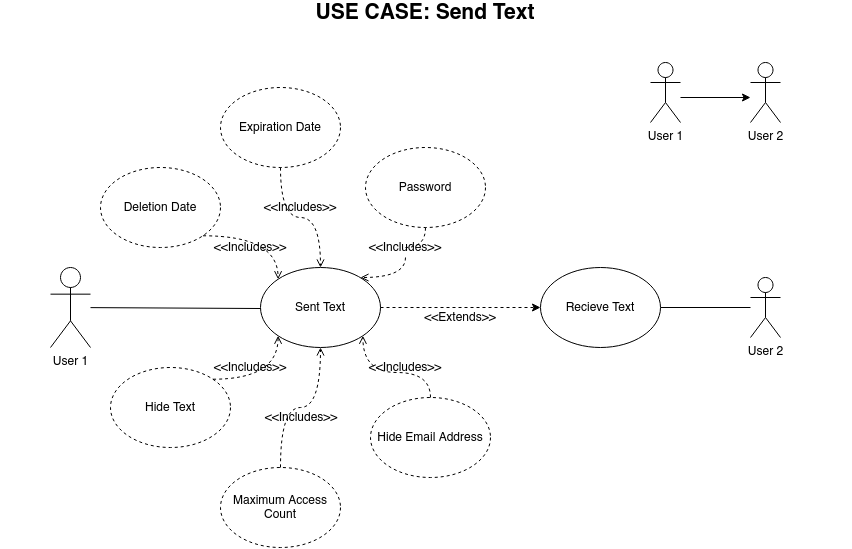 USE CASE: Send Text
User 1
User 2
Expiration Date
Password
Deletion Date
<<Includes>>
<<Includes>>
<<Includes>>
User 1
Sent Text
<<Extends>>
Recieve Text
User 2
<<Includes>>
<<Includes>>
Hide Text
<<Includes>>
Hide Email Address
Maximum Access
Count